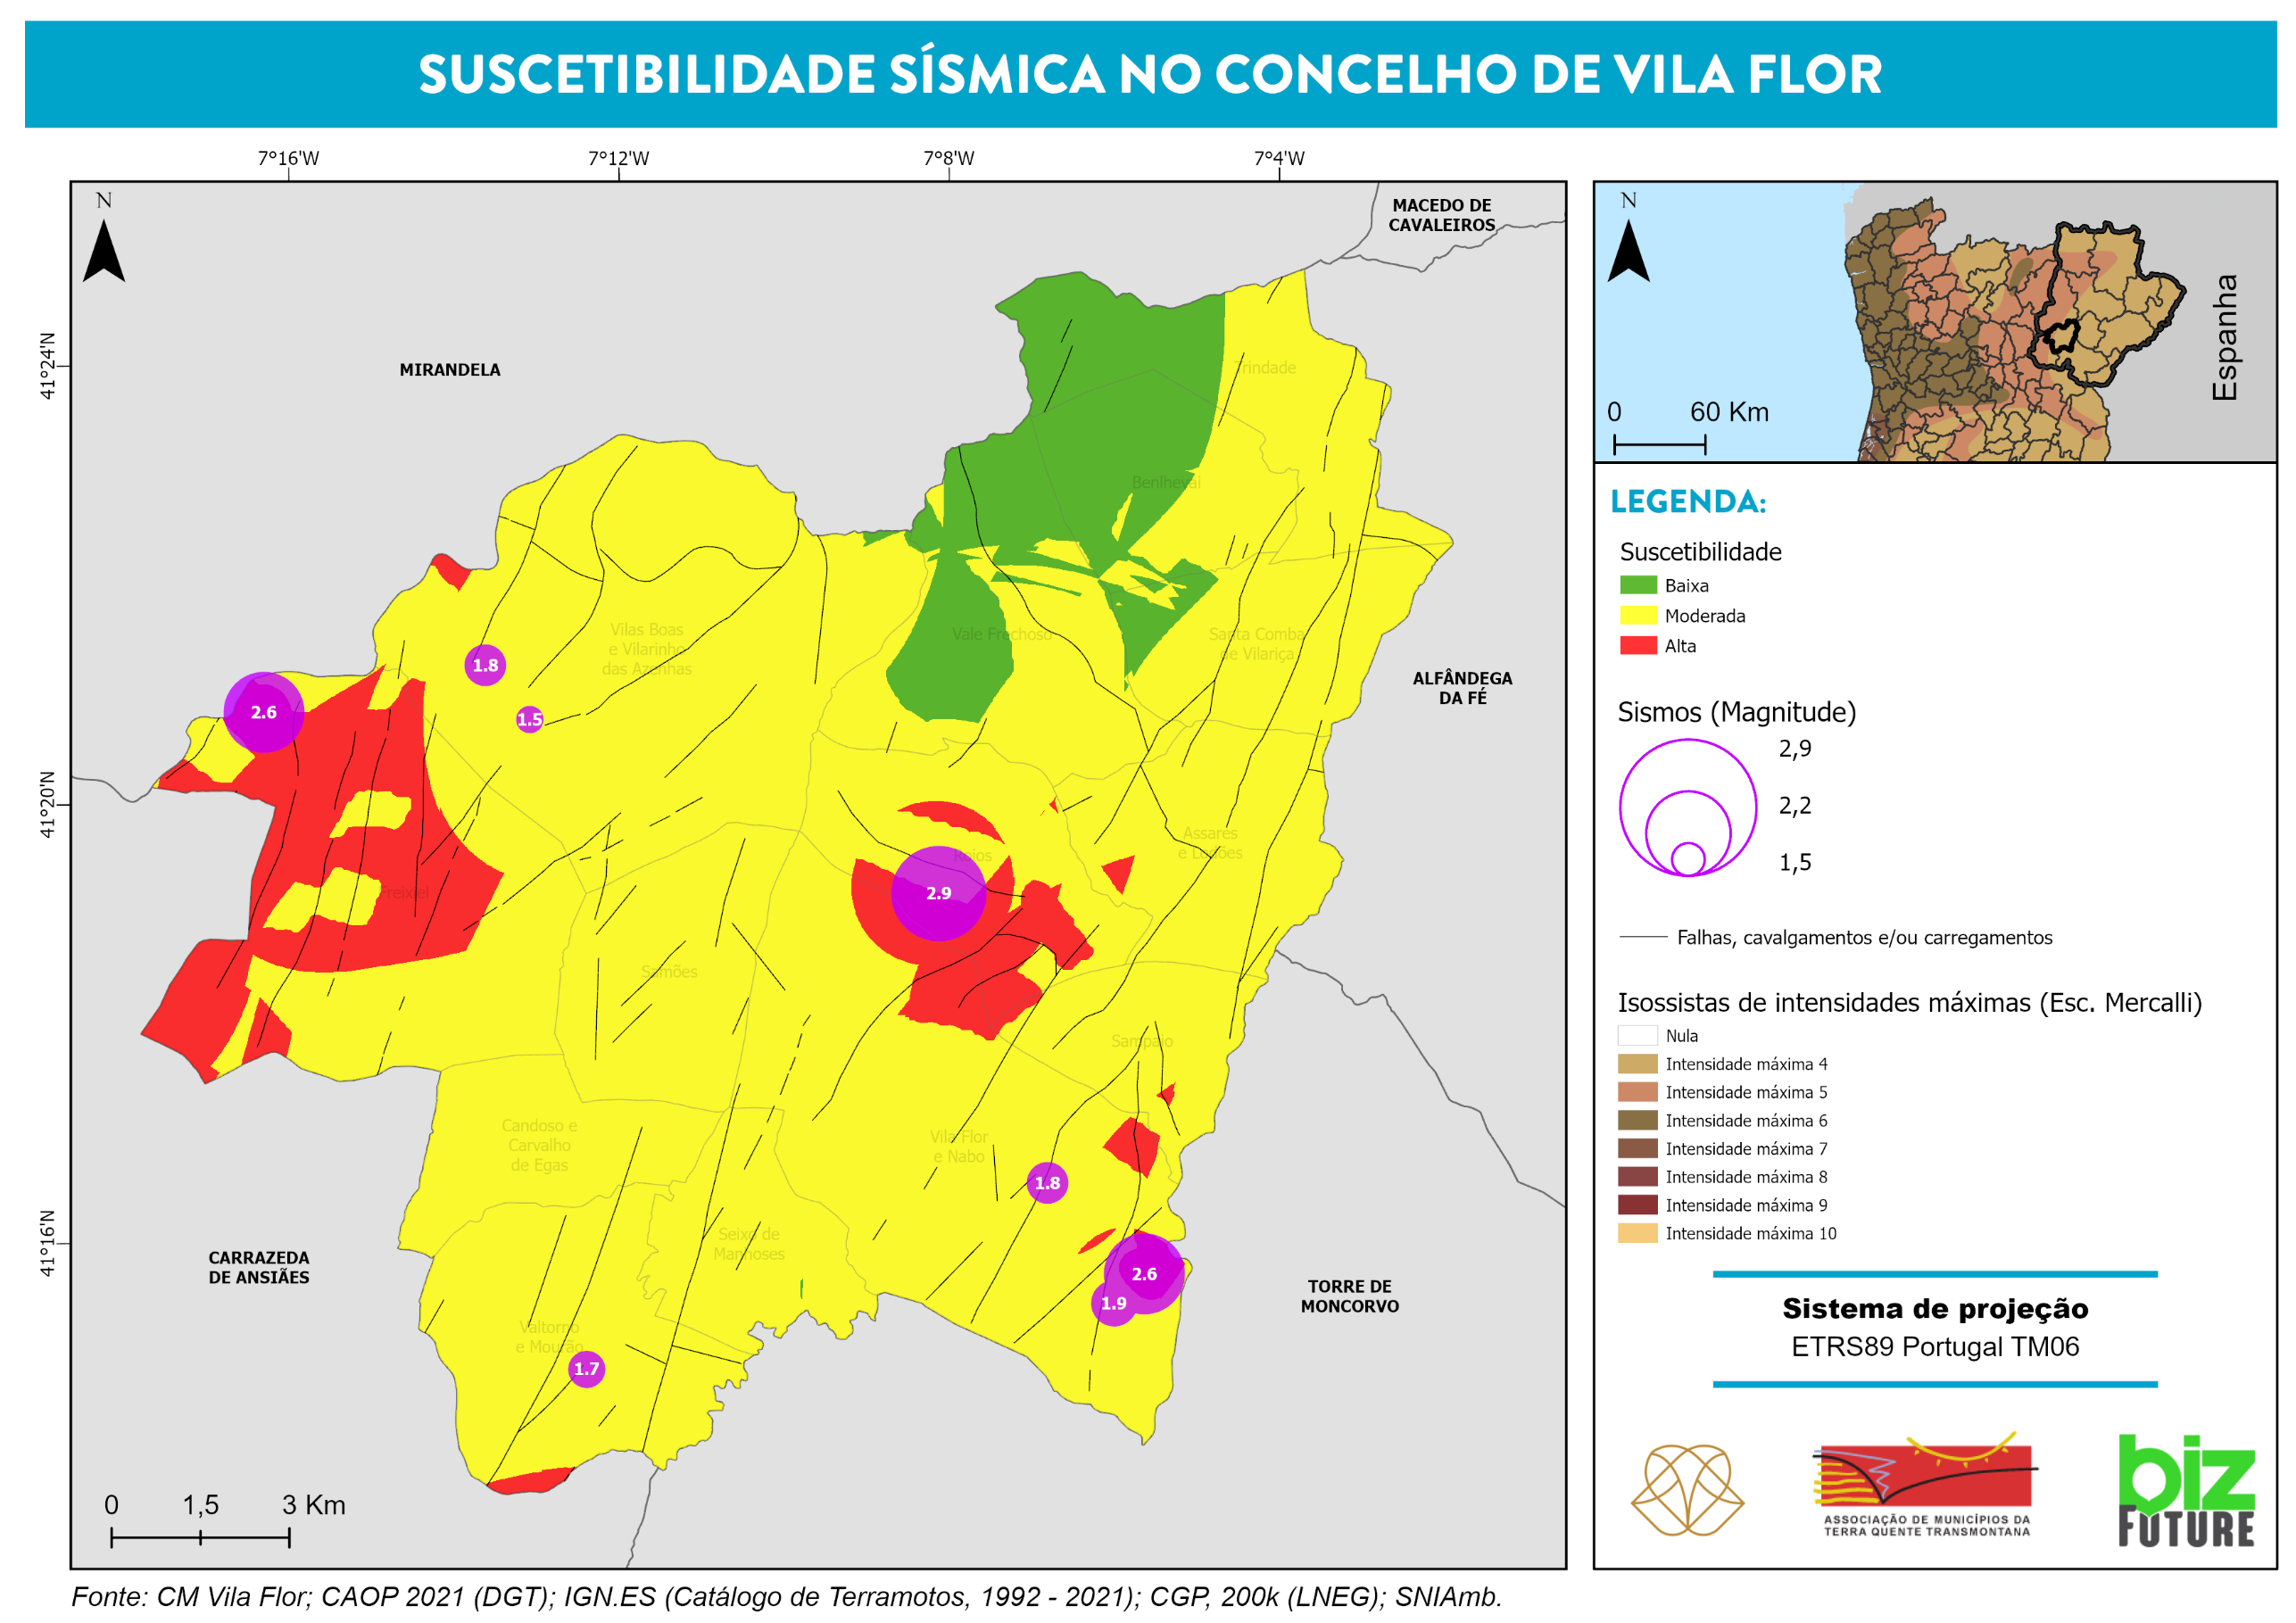 SUSCETIBILIDADE SÍSMICA NO CONCELHO DE VILA FLOR
7°16'W
7°12'W
7°8'W
7°4'W
41°24'N
41°20'N
41°16'N
N
MACEDO DE
CAVALEIROS
MIRANDELA
Trindade
Benlhevai
Vilas Boas
e Vilarinho
das Azenhas
Vale Frechoso
Santa Comba
de Vilariça
ALFÂNDEGA
DA FÉ
1.8
2.6
1.5
Assares
e Lodões
Roios
2.9
Freixiel
Samões
Sampaio
Candoso e
Carvalho
de Egas
Vila Flor
e Nabo
1.8
Seixo de
Manhoses
CARRAZEDA
DE ANSIÃES
2.6
1.9
TORRE DE
MONCORVO
Valtorno
e Mourão
1.7
0 1,5 3 Km
N
Espanha
0 60 Km
LEGENDA:
Suscetibilidade
Baixa
Moderada
Alta
Sismos (Magnitude)
2,9
2,2
1,5
Falhas, cavalgamentos e/ou carregamentos
Isossistas de intensidades máximas (Esc. Mercalli)
Nula
Intensidade máxima 4
Intensidade máxima 5
Intensidade máxima 6
Intensidade máxima 7
Intensidade máxima 8
Intensidade máxima 9
Intensidade máxima 10
Sistema de projeção
ETRS89 Portugal TM06
ASSOCIAÇÃO DE MUNICÍPIOS DA
TERRA QUENTE TRANSMONTANA
biz
FUTURE
Fonte: CM Vila Flor; CAOP 2021 (DGT); IGN.ES (Catálogo de Terramotos, 1992 - 2021); CGP, 200k (LNEG); SNIAmb.